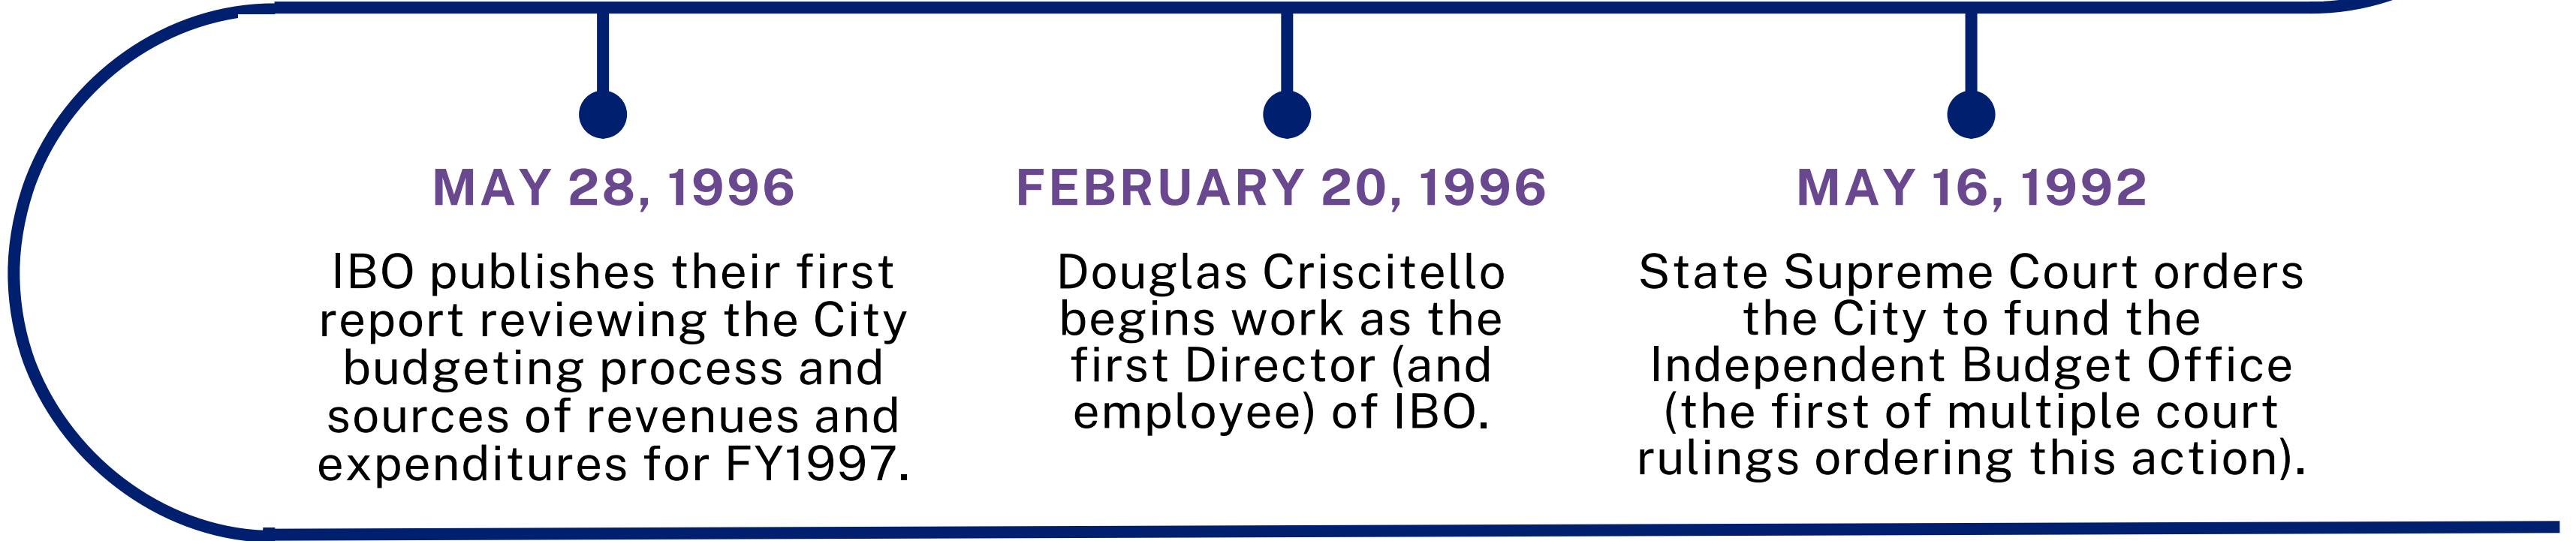 MAY 28, 1996
IBO publishes their first
report reviewing the City
budgeting process and
sources of revenues and
expenditures for FY1997.
FEBRUARY 20, 1996
Douglas Criscitello
begins work as the
first Director (and
employee) of IBO.
MAY 16, 1992
State Supreme Court orders
the City to fund the
Independent Budget Office
(the first of multiple court
rulings ordering this action).